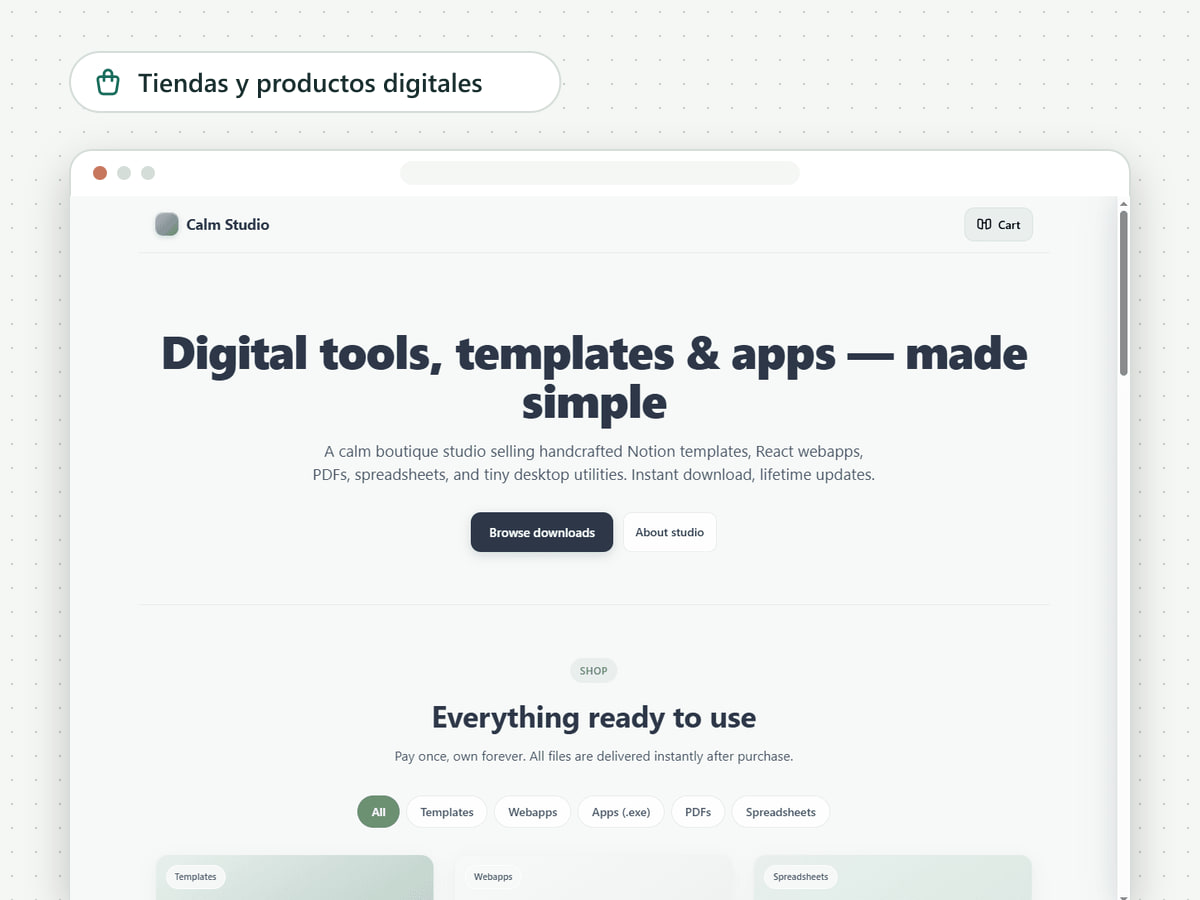 Tiendas y productos digitales
Calm Studio
Cart
Digital tools, templates & apps — made
simple
A calm boutique studio selling handcrafted Notion templates, React webapps,
PDFs, spreadsheets, and tiny desktop utilities. Instant download, lifetime updates.
Browse downloads
About studio
SHOP
Everything ready to use
Pay once, own forever. All files are delivered instantly after purchase.
All
Templates
Webapps
Apps (.exe)
PDFs
Spreadsheets
Templates
Webapps
Spreadsheets